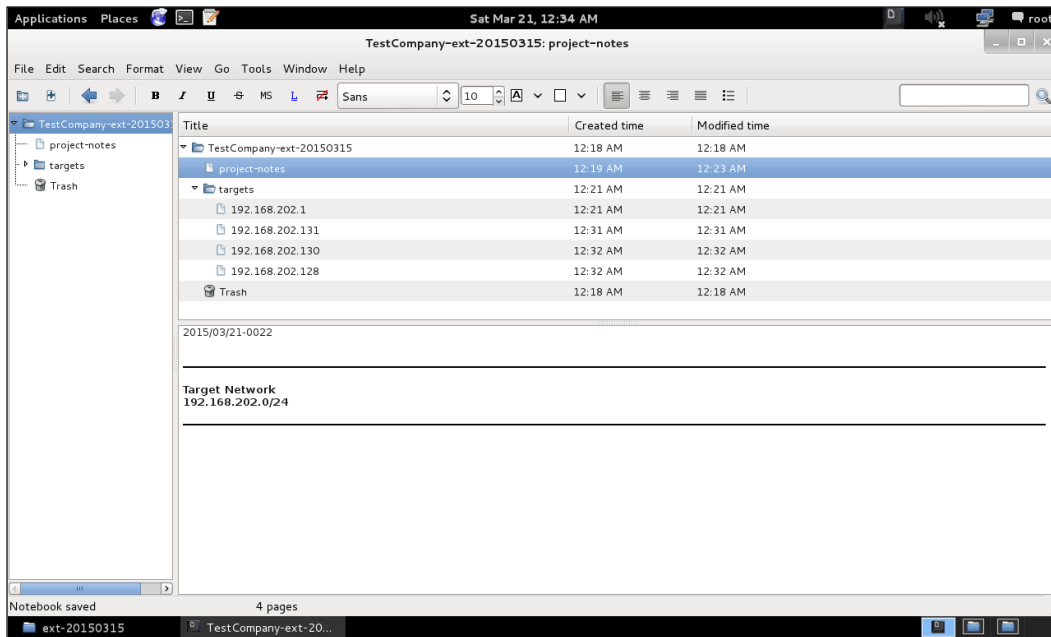 Applications Places Sat Mar 21, 12:34 AM root
TestCompany-ext-20150315: project-notes
File Edit Search Format View Go Tools Window Help
B I U S MS L Sans 10 A
TestCompany-ext-201503
project-notes
targets
Trash
Title Created time Modified time
TestCompany-ext-20150315 12:18 AM 12:18 AM
project-notes 12:19 AM 12:23 AM
targets 12:21 AM 12:21 AM
192.168.202.1 12:21 AM 12:21 AM
192.168.202.131 12:31 AM 12:31 AM
192.168.202.130 12:32 AM 12:32 AM
192.168.202.128 12:32 AM 12:32 AM
Trash 12:18 AM 12:18 AM
2015/03/21-0022
Target Network
192.168.202.0/24
Notebook saved 4 pages
ext-20150315 TestCompany-ext-20...